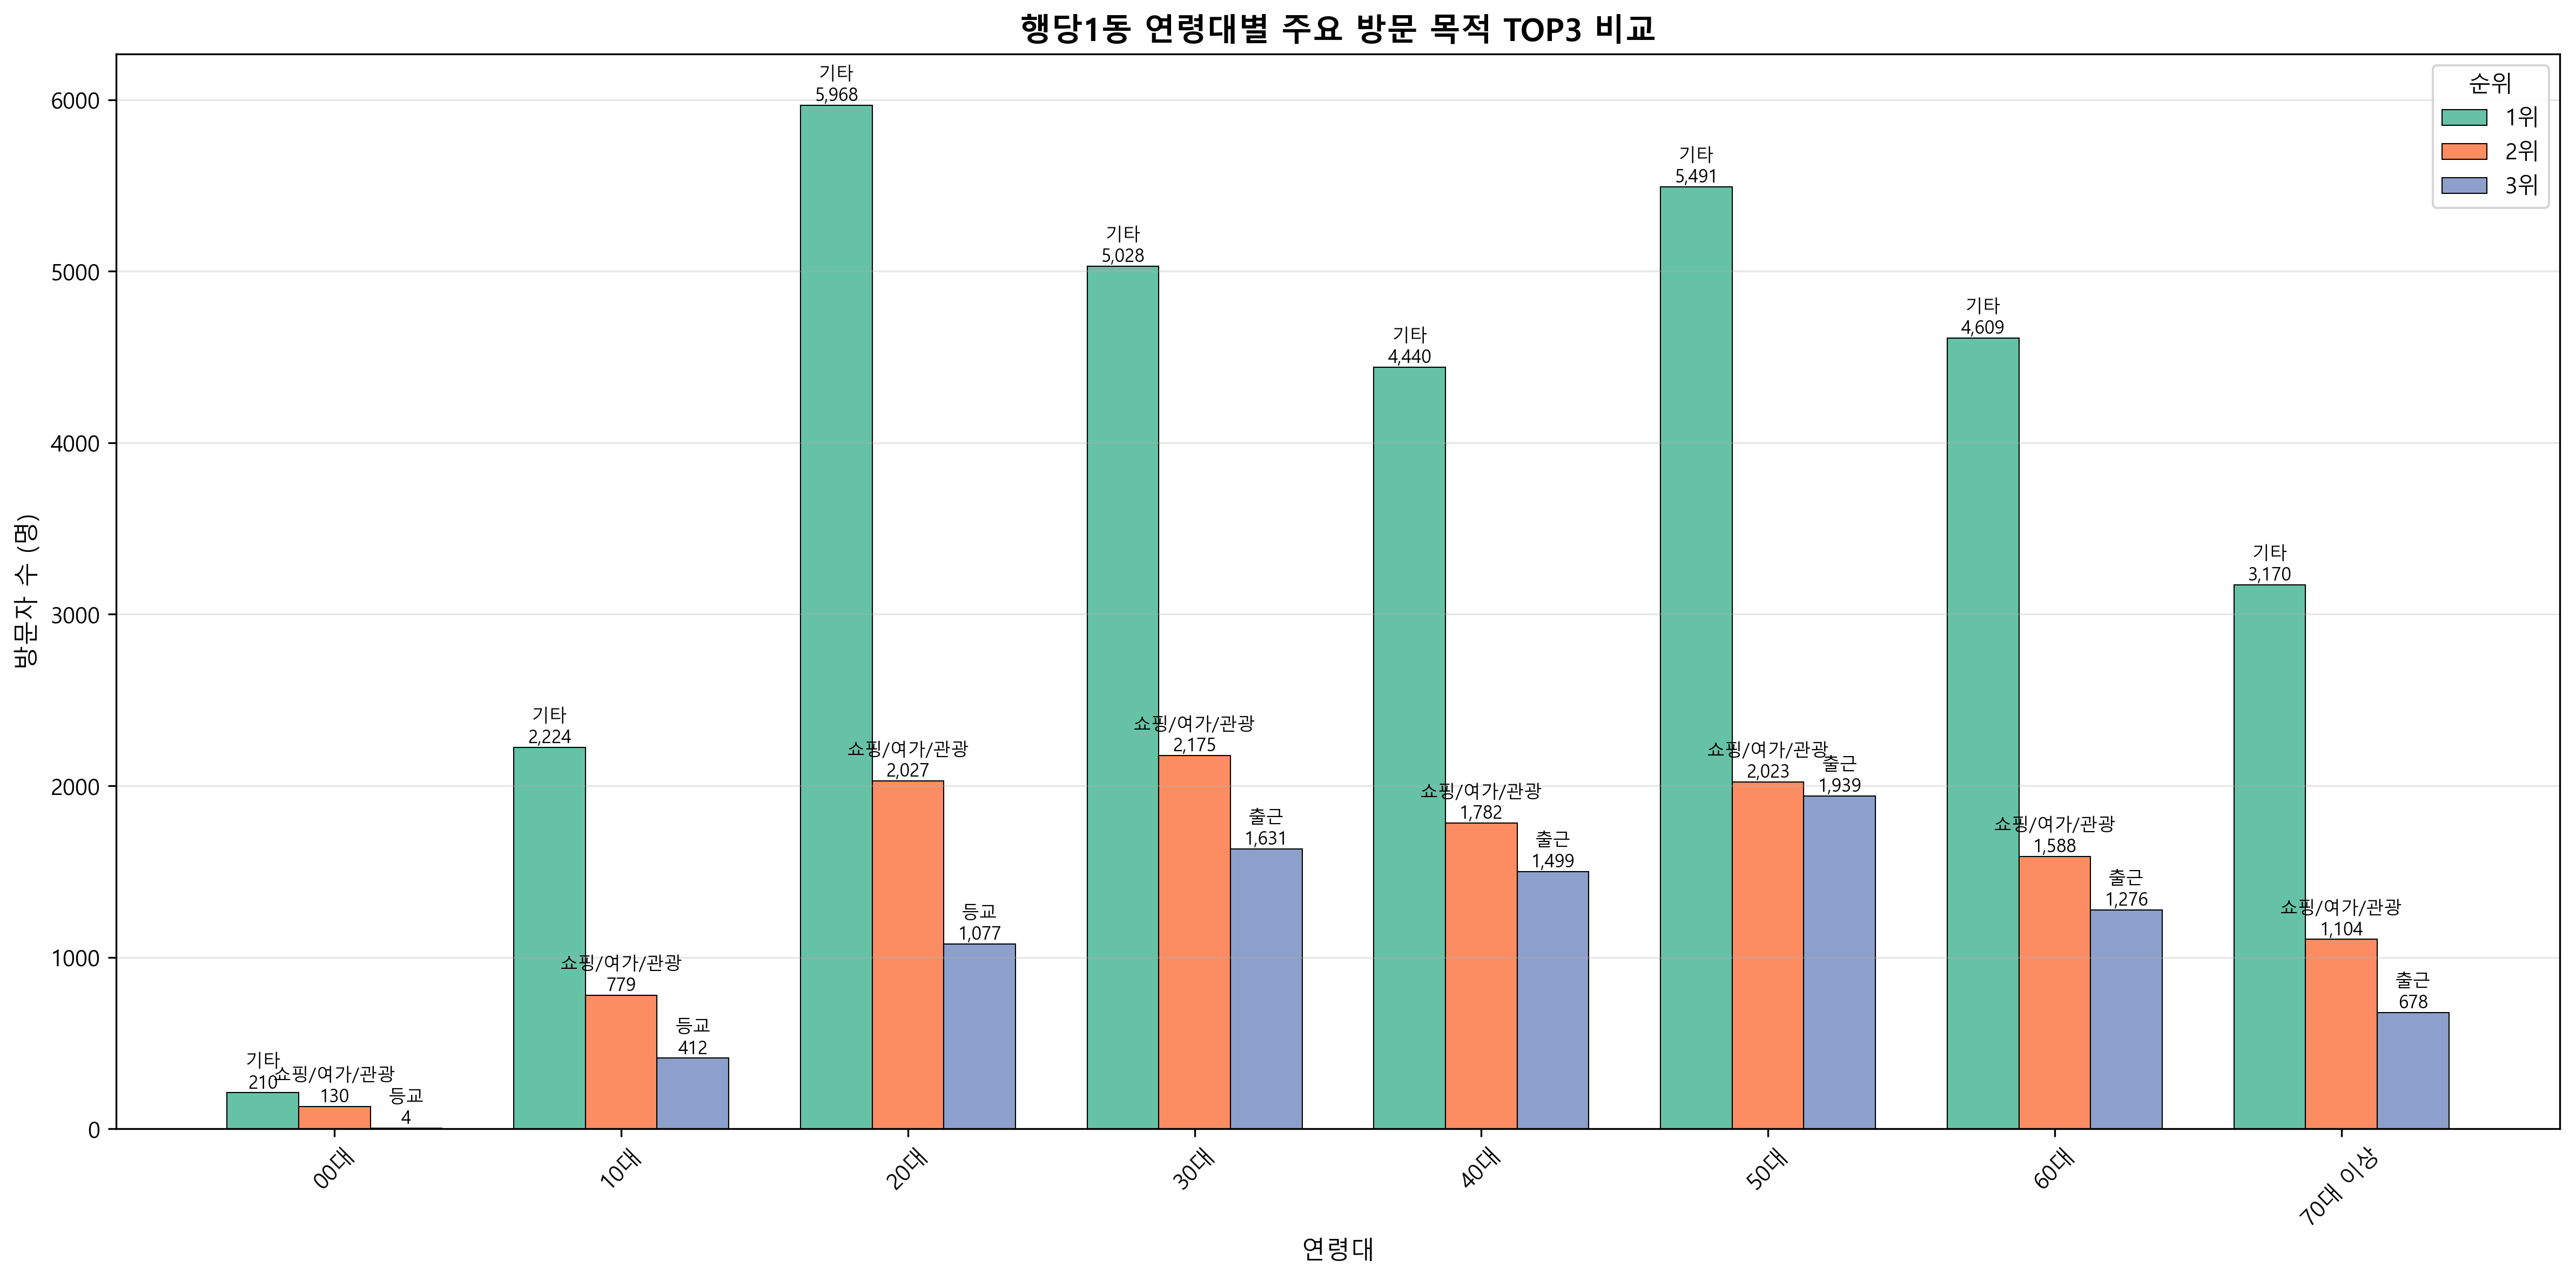 행당1동 연령대별 주요 방문 목적 TOP3 비교
순위
1위
2위
3위
방문자 수 (명)
6000
5000
4000
3000
2000
1000
0
기타
210
쇼핑/여가/관광
130
등교
4
기타
2,224
쇼핑/여가/관광
779
등교
412
기타
5,968
쇼핑/여가/관광
2,027
등교
1,077
기타
5,028
쇼핑/여가/관광
2,175
출근
1,631
기타
4,440
쇼핑/여가/관광
1,782
출근
1,499
기타
5,491
쇼핑/여가/관광
2,023
출근
1,939
기타
4,609
쇼핑/여가/관광
1,588
출근
1,276
기타
3,170
쇼핑/여가/관광
1,104
출근
678
00대
10대
20대
30대
40대
50대
60대
70대 이상
연령대